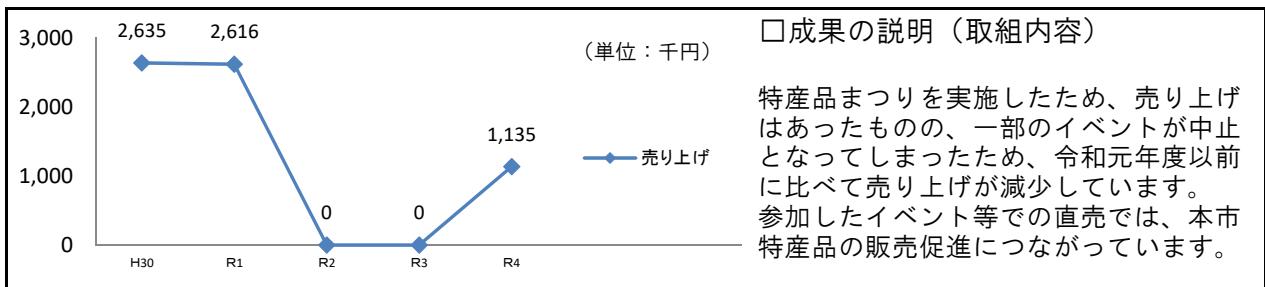 3,000
2,000
1,000
0
2,635
2,616
0
0
1,135
（単位：千円）
売り上げ
H30
R1
R2
R3
R4
□成果の説明（取組内容）
特産品まつりを実施したため、売り上げ
はあったものの、一部のイベントが中止
となってしまったため、令和元年度以前
に比べて売り上げが減少しています。
参加したイベント等での直売では、本市
特産品の販売促進につながっています。